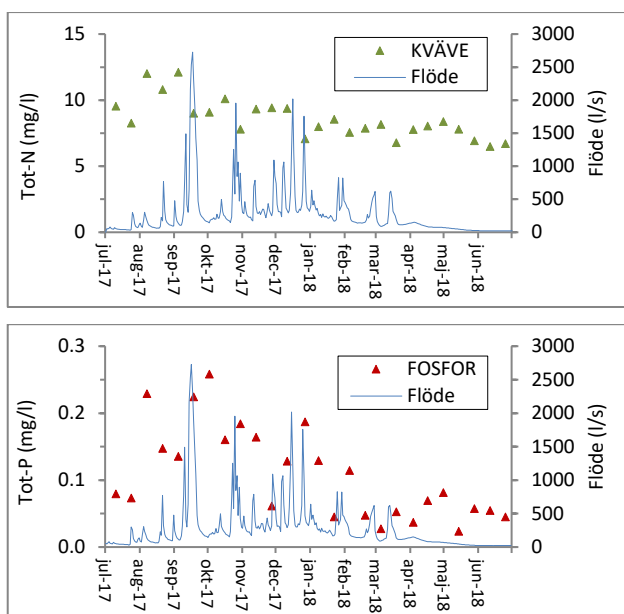 15
10
5
0
Tot-N (mg/l)
KVÄVE
Flöde
3000
2500
2000
1500
1000
500
0
Flöde (l/s)
jul-17
aug-17
sep-17
okt-17
nov-17
dec-17
jan-18
feb-18
mar-18
apr-18
maj-18
jun-18
0.3
0.2
0.1
0.0
Tot-P (mg/l)
FOSFOR
Flöde
3000
2500
2000
1500
1000
500
0
Flöde (l/s)
jul-17
aug-17
sep-17
okt-17
nov-17
dec-17
jan-18
feb-18
mar-18
apr-18
maj-18
jun-18